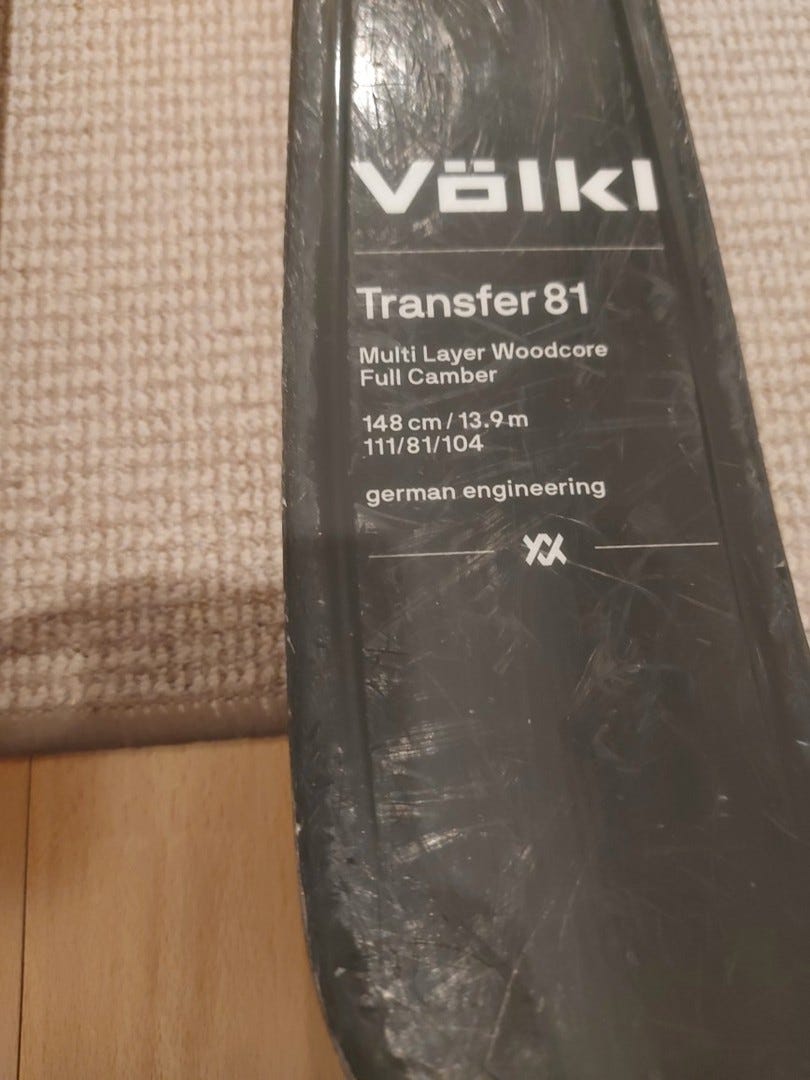 Völkl
Transfer 81
Multi Layer Woodcore
Full Camber
148 cm / 13.9 m
111/81/104
german engineering